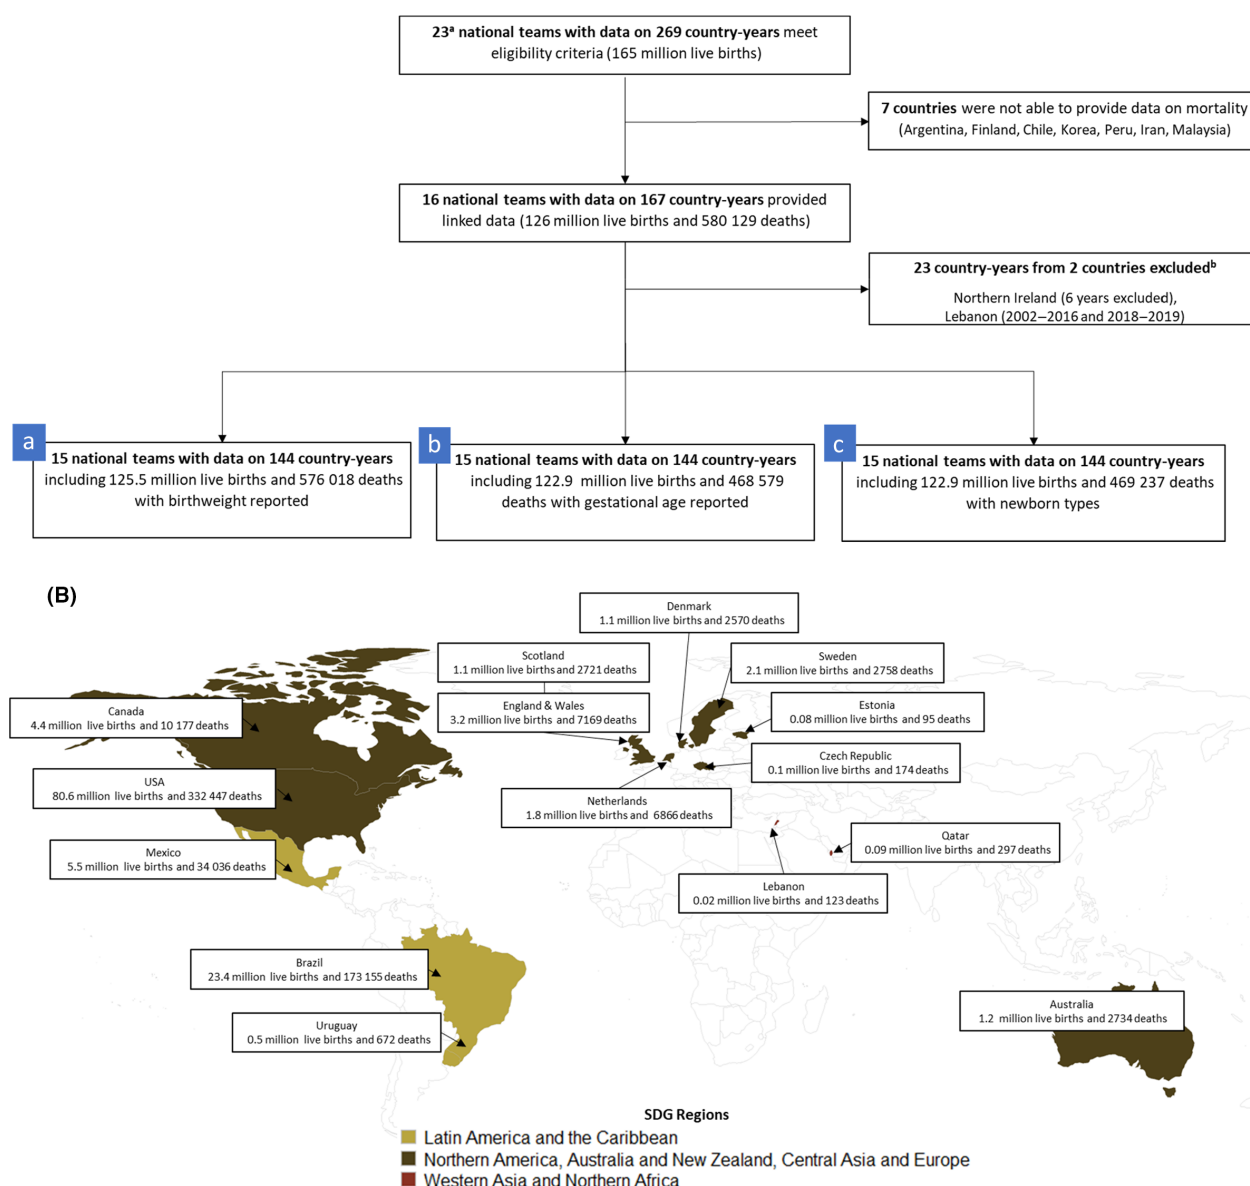 23ᵃ national teams with data on 269 country-years meet
eligibility criteria (165 million live births)
7 countries were not able to provide data on mortality
(Argentina, Finland, Chile, Korea, Peru, Iran, Malaysia)
16 national teams with data on 167 country-years provided
linked data (126 million live births and 580 129 deaths)
23 country-years from 2 countries excludedᵇ
Northern Ireland (6 years excluded),
Lebanon (2002–2016 and 2018–2019)
a
15 national teams with data on 144 country-years
including 125.5 million live births and 576 018 deaths
with birthweight reported
b
15 national teams with data on 144 country-years
including 122.9 million live births and 468 579
deaths with gestational age reported
c
15 national teams with data on 144 country-years
including 122.9 million live births and 469 237 deaths
with newborn types
(B)
Denmark
1.1 million live births and 2570 deaths
Scotland
1.1 million live births and 2721 deaths
Sweden
2.1 million live births and 2758 deaths
England & Wales
3.2 million live births and 7169 deaths
Estonia
0.08 million live births and 95 deaths
Canada
4.4 million live births and 10 177 deaths
Czech Republic
0.1 million live births and 174 deaths
USA
80.6 million live births and 332 447 deaths
Netherlands
1.8 million live births and 6866 deaths
Qatar
0.09 million live births and 297 deaths
Mexico
5.5 million live births and 34 036 deaths
Lebanon
0.02 million live births and 123 deaths
Brazil
23.4 million live births and 173 155 deaths
Australia
1.2 million live births and 2734 deaths
Uruguay
0.5 million live births and 672 deaths
SDG Regions
Latin America and the Caribbean
Northern America, Australia and New Zealand, Central Asia and Europe
Western Asia and Northern Africa